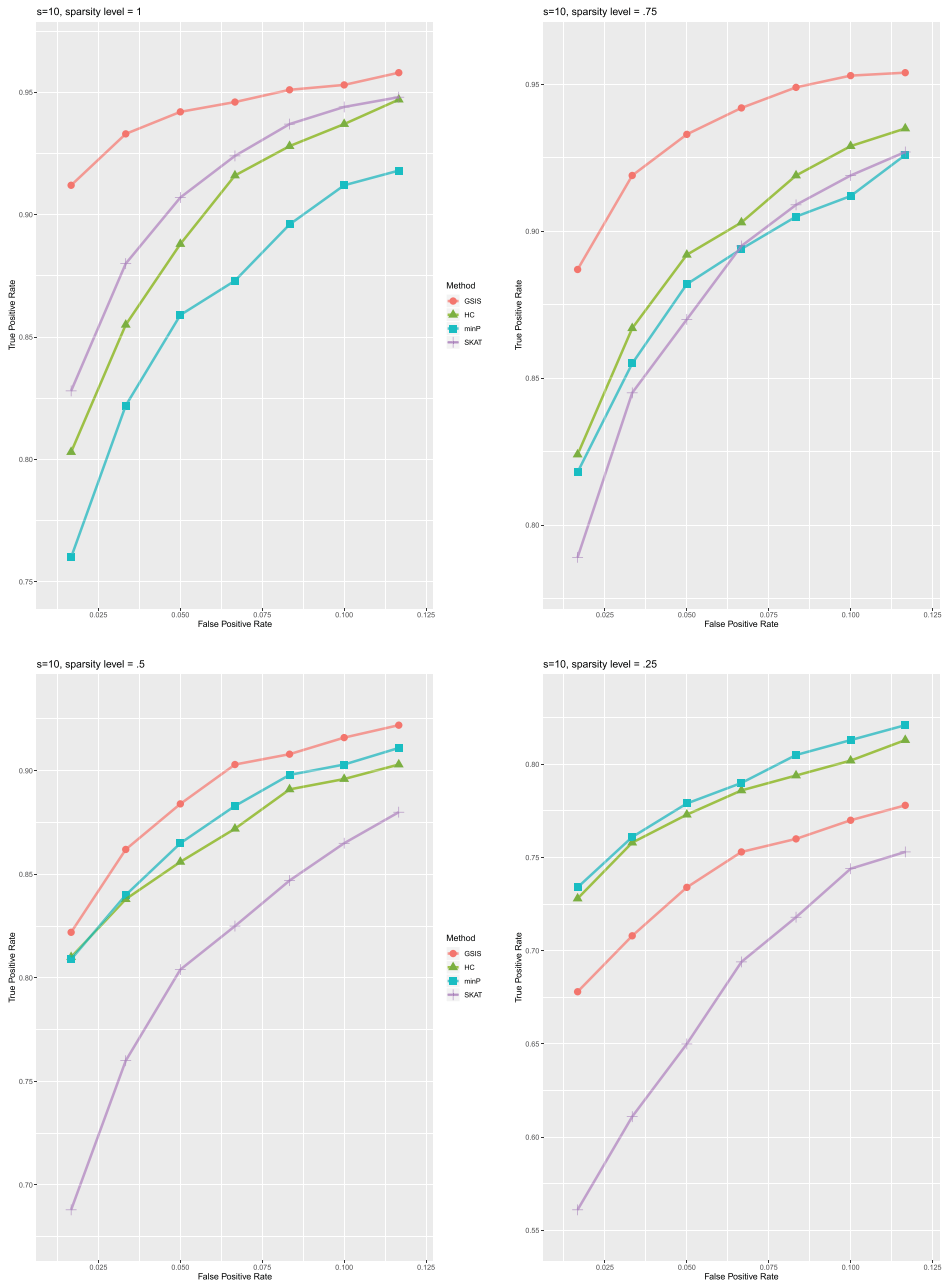 s=10, sparsity level = 1
True Positive Rate
0.95
0.90
0.85
0.80
0.75
0.025 0.050 0.075 0.100 0.125
False Positive Rate
Method
GSIS
HC
minP
SKAT
s=10, sparsity level = .75
True Positive Rate
0.95
0.90
0.85
0.80
0.025 0.050 0.075 0.100 0.125
False Positive Rate
s=10, sparsity level = .5
True Positive Rate
0.90
0.85
0.80
0.75
0.70
0.025 0.050 0.075 0.100 0.125
False Positive Rate
Method
GSIS
HC
minP
SKAT
s=10, sparsity level = .25
True Positive Rate
0.80
0.75
0.70
0.65
0.60
0.55
0.025 0.050 0.075 0.100 0.125
False Positive Rate